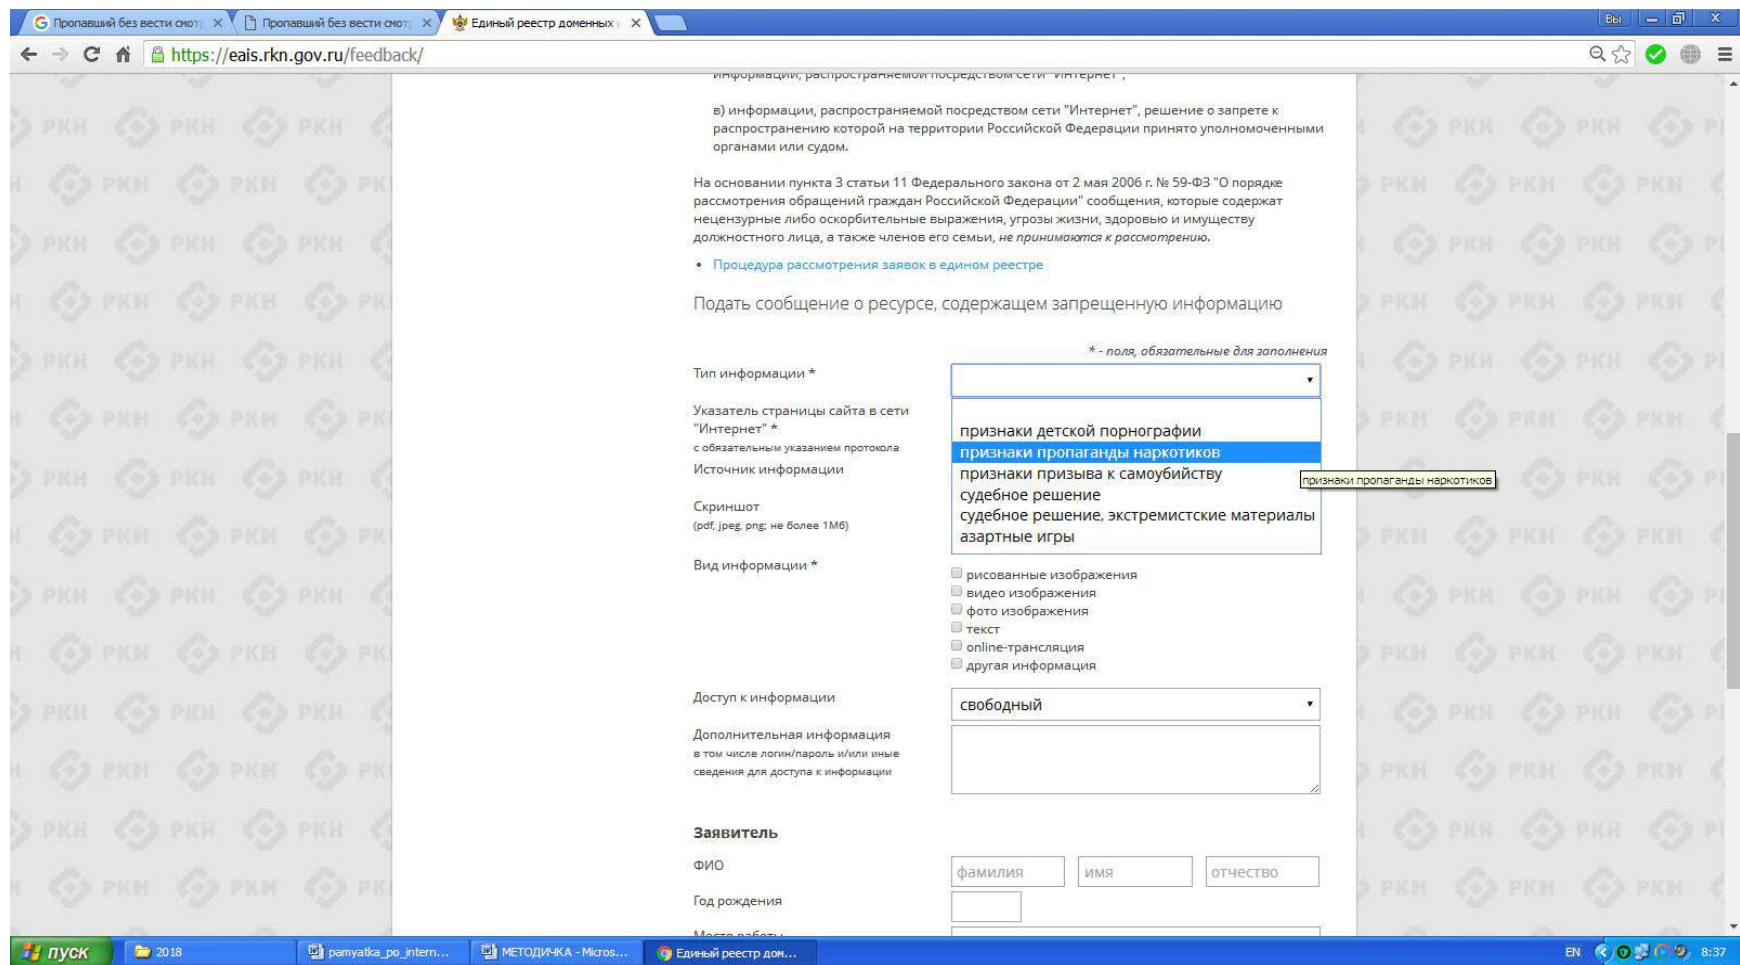 Пропавший без вести смот
Пропавший без вести смот
Единый реестр доменных
Вы
https://eais.rkn.gov.ru/feedback/
информации, распространяемой посредством сети "Интернет",
в) информации, распространяемой посредством сети "Интернет", решение о запрете к
распространению которой на территории Российской Федерации принято уполномоченными
органами или судом.
На основании пункта 3 статьи 11 Федерального закона от 2 мая 2006 г. № 59-ФЗ "О порядке
рассмотрения обращений граждан Российской Федерации" сообщения, которые содержат
нецензурные либо оскорбительные выражения, угрозы жизни, здоровью и имуществу
должностного лица, а также членов его семьи, не принимаются к рассмотрению.
• Процедура рассмотрения заявок в едином реестре
Подать сообщение о ресурсе, содержащем запрещенную информацию
* - поля, обязательные для заполнения
Тип информации *
Указатель страницы сайта в сети
"Интернет" *
с обязательным указанием протокола
признаки детской порнографии
признаки пропаганды наркотиков
признаки призыва к самоубийству
судебное решение
судебное решение, экстремистские материалы
азартные игры
признаки пропаганды наркотиков
Источник информации
Скриншот
(pdf, jpeg, png; не более 1Мб)
Вид информации *
рисованные изображения
видео изображения
фото изображения
текст
online-трансляция
другая информация
Доступ к информации
свободный
Дополнительная информация
в том числе логин/пароль и/или иные
сведения для доступа к информации
Заявитель
ФИО
фамилия
имя
отчество
Год рождения
Место работы
РКН
пуск
2018
pamyatka_po_intern...
МЕТОДИЧКА - Micros...
Единый реестр дом...
EN
8:37